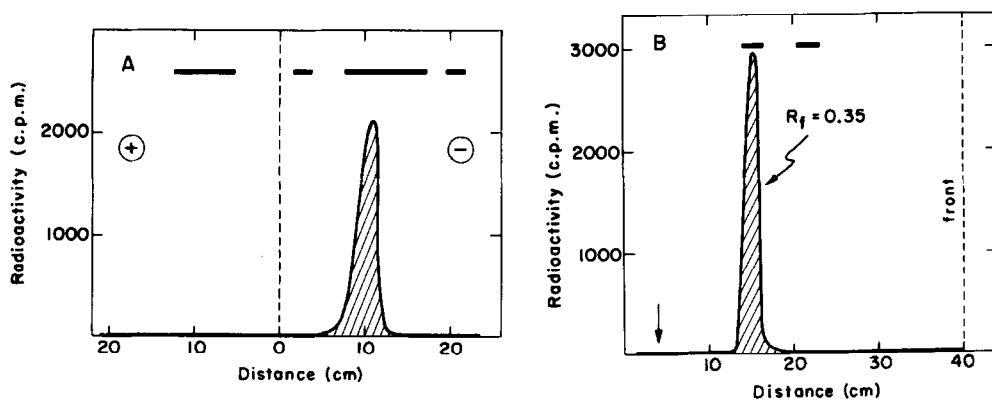 A
Radioactivity (c.p.m.)
2000
1000
+
−
20
10
0
10
20
Distance (cm)
B
Radioactivity (c.p.m.)
3000
2000
1000
Rf = 0.35
front
10
20
30
40
Distance (cm)